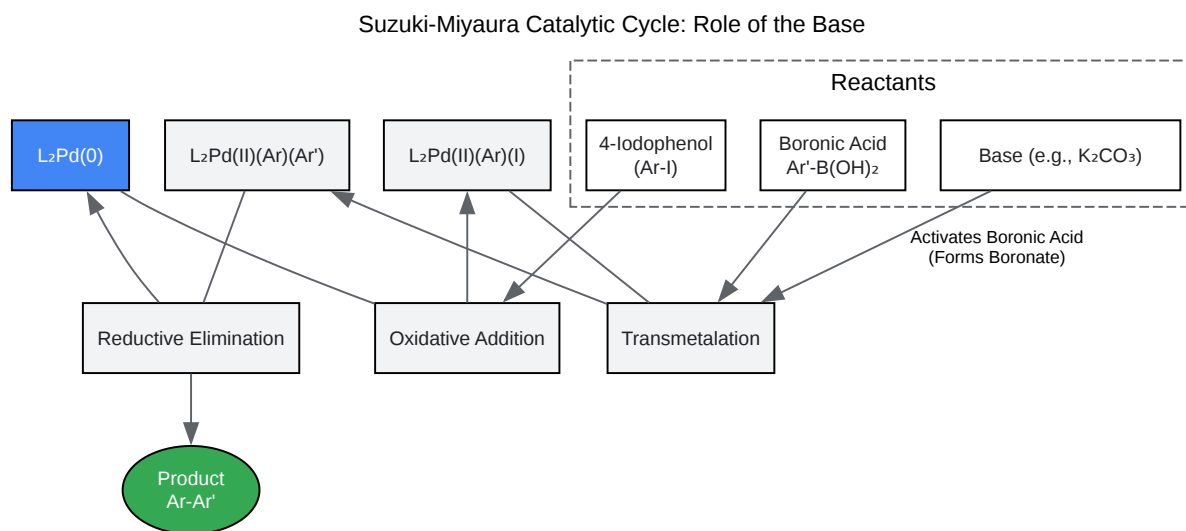 Suzuki-Miyaura Catalytic Cycle: Role of the Base
Reactants
L₂Pd(0)
L₂Pd(II)(Ar)(Ar')
L₂Pd(II)(Ar)(I)
4-Iodophenol
(Ar-I)
Boronic Acid
Ar'-B(OH)₂
Base (e.g., K₂CO₃)
Activates Boronic Acid
(Forms Boronate)
Reductive Elimination
Oxidative Addition
Transmetalation
Product
Ar-Ar'